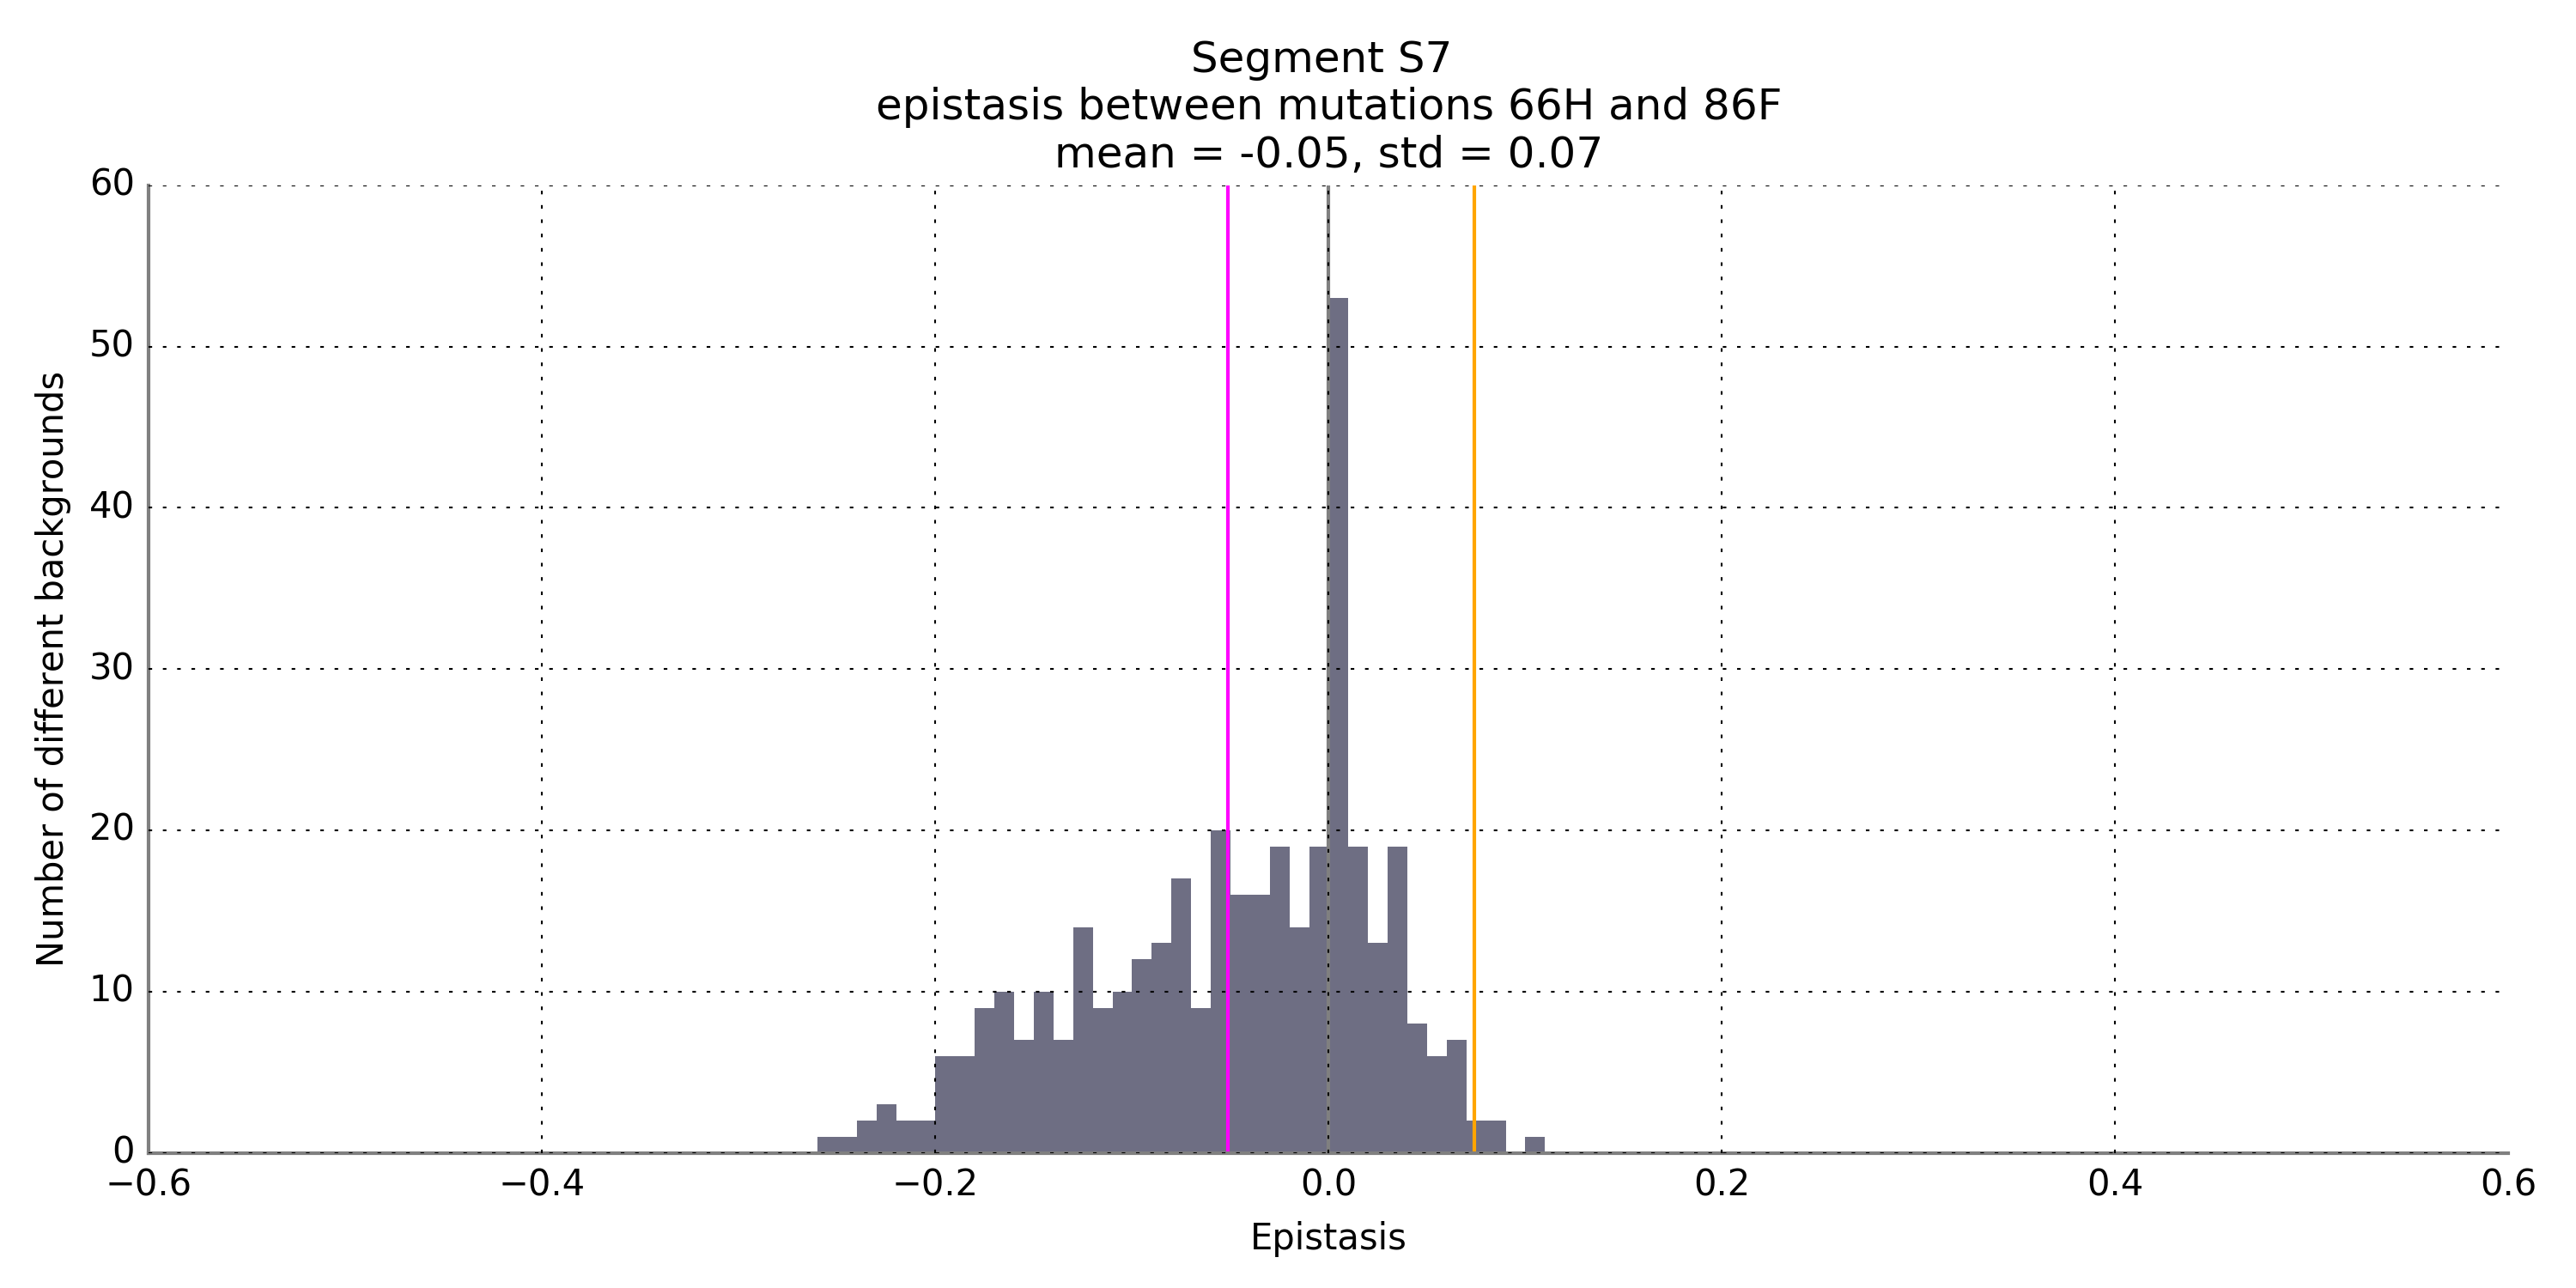 Segment S7
epistasis between mutations 66H and 86F
mean = -0.05, std = 0.07
60
50
40
30
20
10
0
Number of different backgrounds
−0.6 −0.4 −0.2 0.0 0.2 0.4 0.6
Epistasis